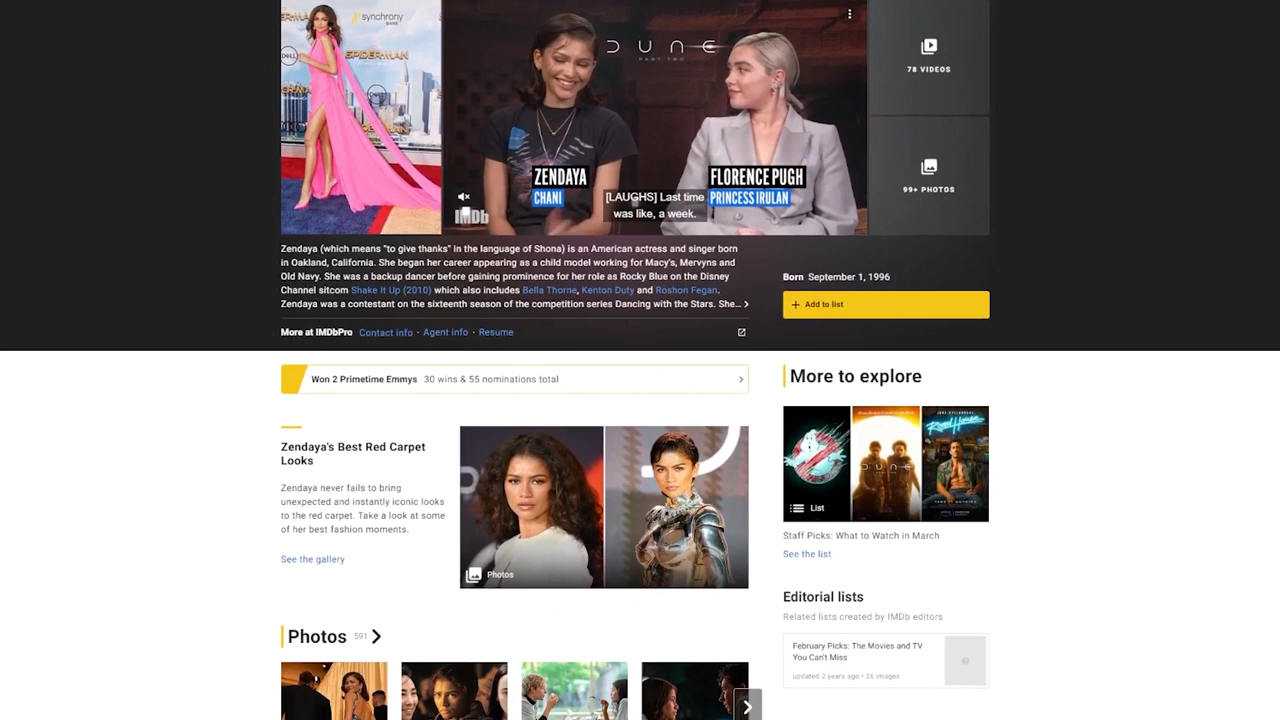 synchrony
BANK
SPIDER-MAN
DELL
DUNE
PART TWO
ZENDAYA
CHANI
FLORENCE PUGH
PRINCESS IRULAN
[LAUGHS] Last time
was like, a week.
IMDb
78 VIDEOS
99+ PHOTOS
Zendaya (which means "to give thanks" in the language of Shona) is an American actress and singer born
in Oakland, California. She began her career appearing as a child model working for Macy's, Mervyns and
Old Navy. She was a backup dancer before gaining prominence for her role as Rocky Blue on the Disney
Channel sitcom Shake It Up (2010) which also includes Bella Thorne, Kenton Duty and Roshon Fegan.
Zendaya was a contestant on the sixteenth season of the competition series Dancing with the Stars. She...
More at IMDbPro Contact info · Agent info · Resume
Born September 1, 1996
+ Add to list
Won 2 Primetime Emmys 30 wins & 55 nominations total
Zendaya's Best Red Carpet
Looks
Zendaya never fails to bring
unexpected and instantly iconic looks
to the red carpet. Take a look at some
of her best fashion moments.
See the gallery
Photos
Photos 591
More to explore
DUNE
Road House
List
Staff Picks: What to Watch in March
See the list
Editorial lists
Related lists created by IMDb editors
February Picks: The Movies and TV
You Can't Miss
updated 2 years ago • 26 images